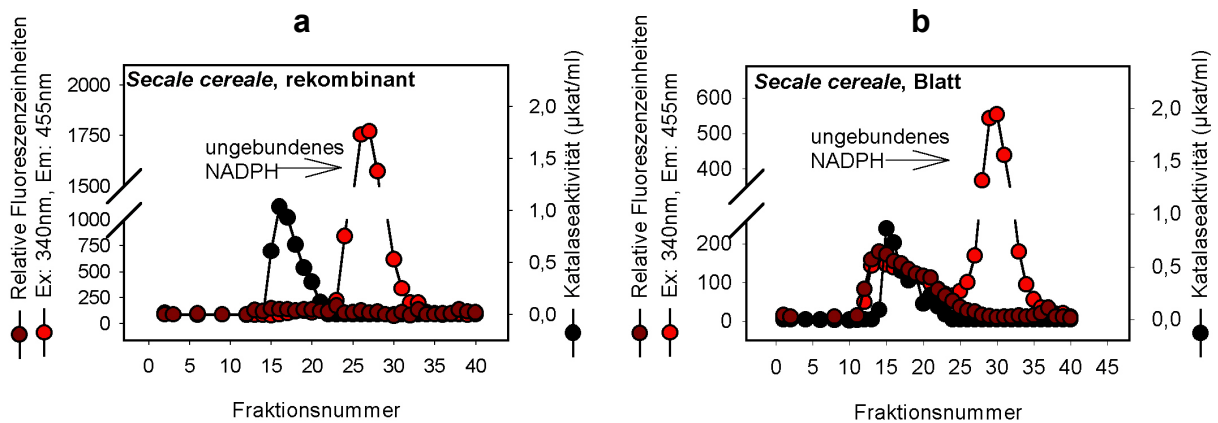 a
Relative Fluoreszenzeinheiten
Ex: 340nm, Em: 455nm
Secale cereale, rekombinant
ungebundenes
NADPH
2000
1750
1500
1000
750
500
250
0
2,0
1,5
1,0
0,5
0,0
Katalaseaktivität (µkat/ml)
0 5 10 15 20 25 30 35 40
Fraktionsnummer
b
Relative Fluoreszenzeinheiten
Ex: 340nm, Em: 455nm
Secale cereale, Blatt
ungebundenes
NADPH
600
500
400
200
100
0
2,0
1,5
1,0
0,5
0,0
Katalaseaktivität (µkat/ml)
0 5 10 15 20 25 30 35 40 45
Fraktionsnummer